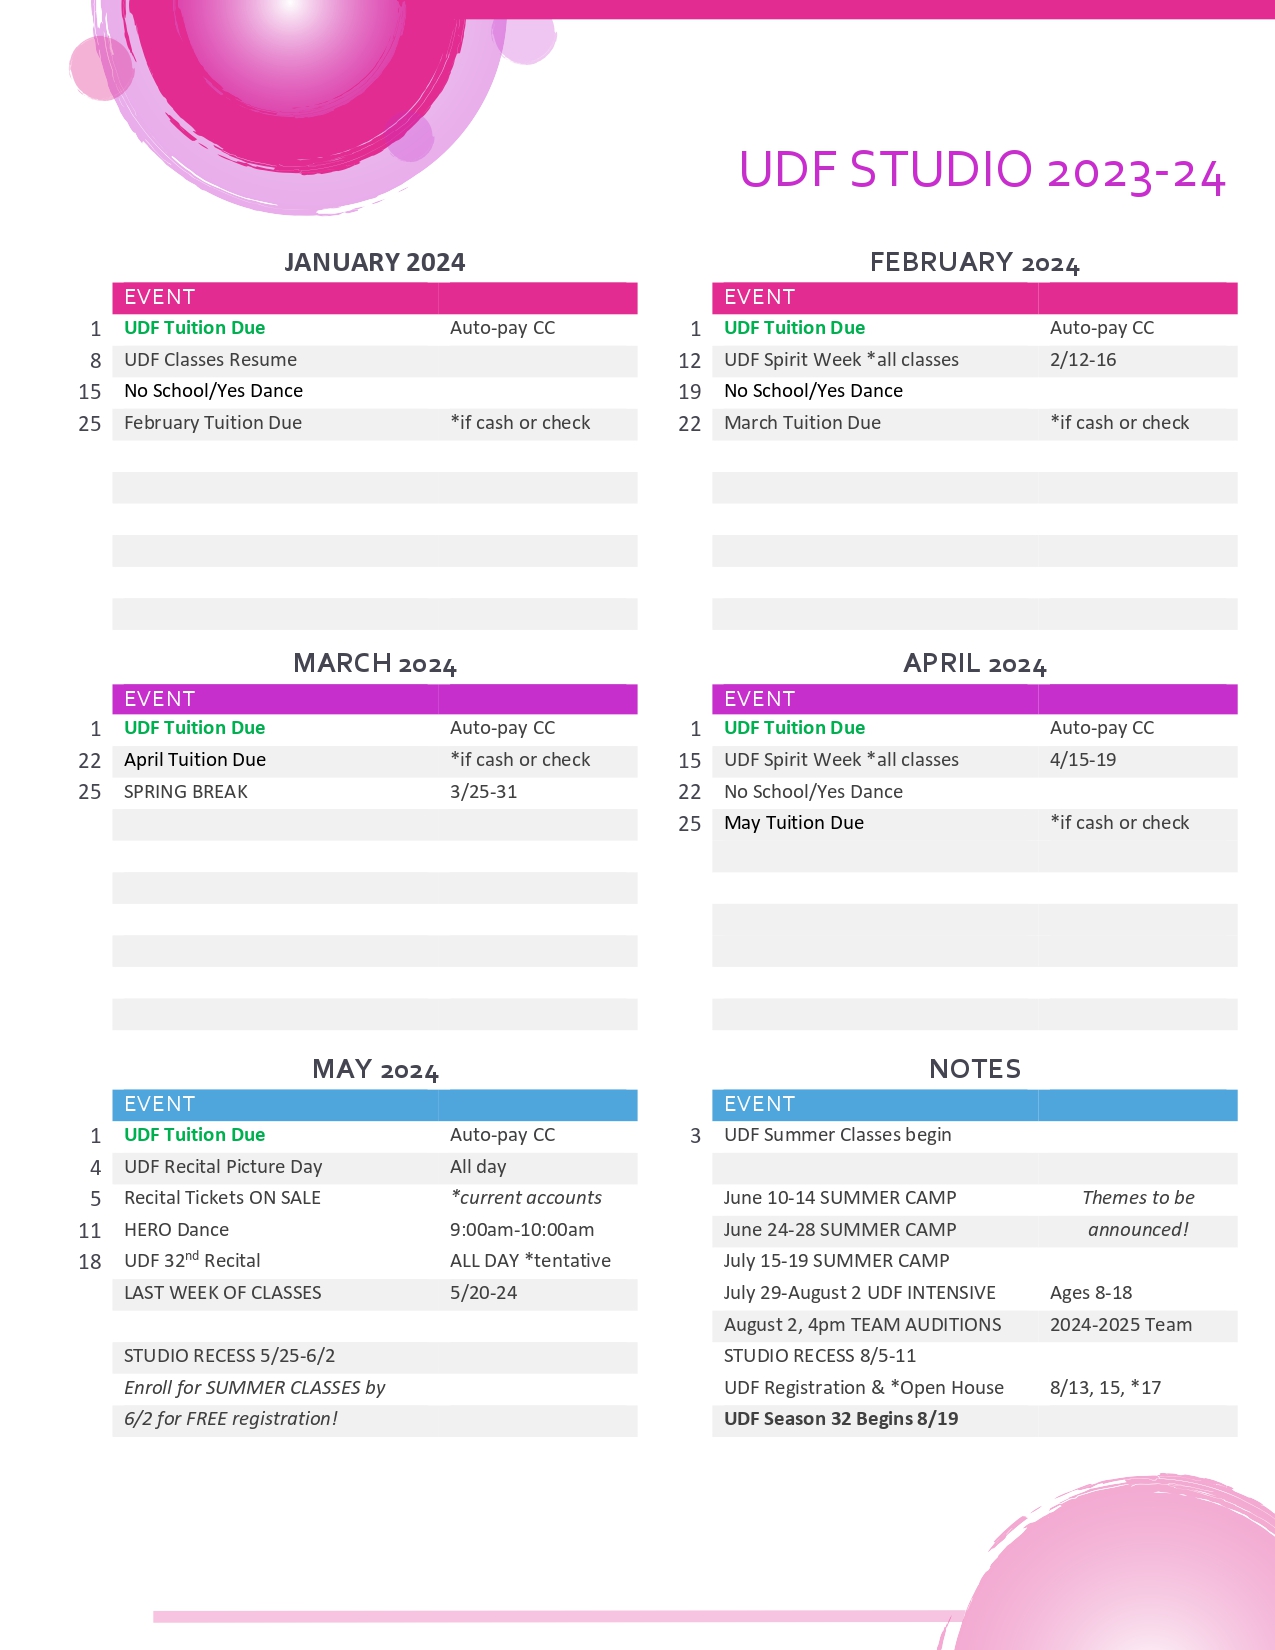 UDF STUDIO 2023-24
JANUARY 2024
EVENT
1 UDF Tuition Due Auto-pay CC
8 UDF Classes Resume
15 No School/Yes Dance
25 February Tuition Due *if cash or check
FEBRUARY 2024
EVENT
1 UDF Tuition Due Auto-pay CC
12 UDF Spirit Week *all classes 2/12-16
19 No School/Yes Dance
22 March Tuition Due *if cash or check
MARCH 2024
EVENT
1 UDF Tuition Due Auto-pay CC
22 April Tuition Due *if cash or check
25 SPRING BREAK 3/25-31
APRIL 2024
EVENT
1 UDF Tuition Due Auto-pay CC
15 UDF Spirit Week *all classes 4/15-19
22 No School/Yes Dance
25 May Tuition Due *if cash or check
MAY 2024
EVENT
1 UDF Tuition Due Auto-pay CC
4 UDF Recital Picture Day All day
5 Recital Tickets ON SALE *current accounts
11 HERO Dance 9:00am-10:00am
18 UDF 32nd Recital ALL DAY *tentative
LAST WEEK OF CLASSES 5/20-24
STUDIO RECESS 5/25-6/2
Enroll for SUMMER CLASSES by
6/2 for FREE registration!
NOTES
EVENT
3 UDF Summer Classes begin
June 10-14 SUMMER CAMP Themes to be
June 24-28 SUMMER CAMP announced!
July 15-19 SUMMER CAMP
July 29-August 2 UDF INTENSIVE Ages 8-18
August 2, 4pm TEAM AUDITIONS 2024-2025 Team
STUDIO RECESS 8/5-11
UDF Registration & *Open House 8/13, 15, *17
UDF Season 32 Begins 8/19